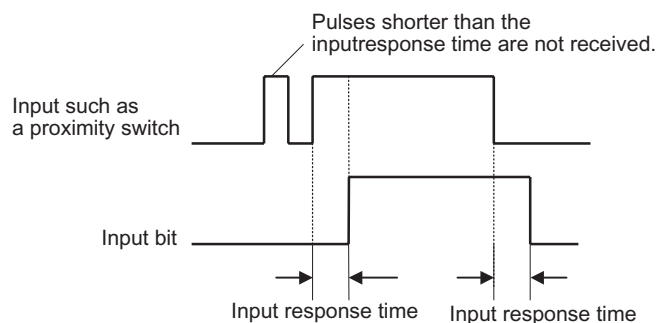 Pulses shorter than the
inputresponse time are not received.
Input such as
a proximity switch
Input bit
Input response time
Input response time